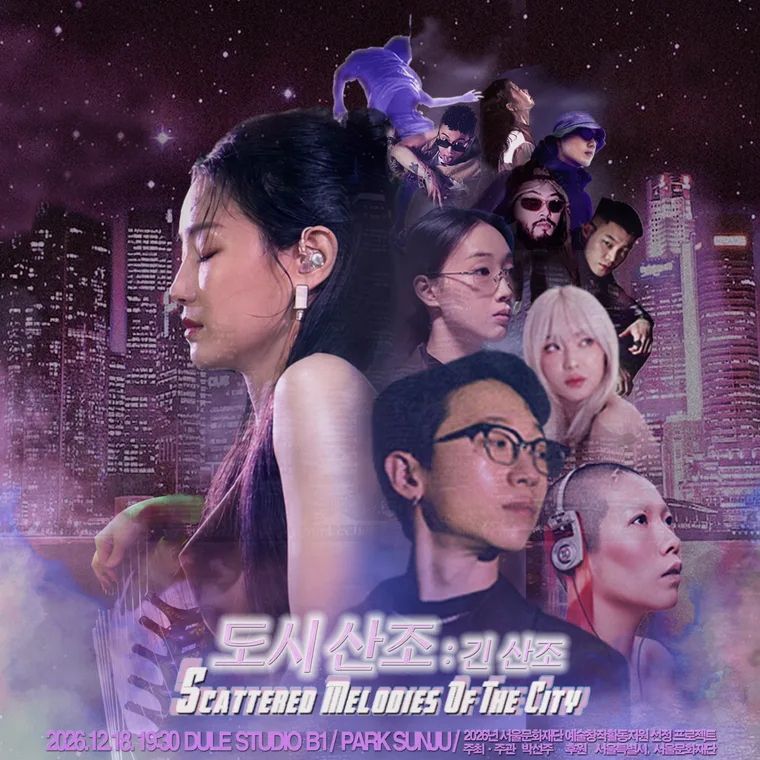 도시 산조 : 긴 산조
SCATTERED MELODIES OF THE CITY
2026.12.18. 19:30 DULE STUDIO B1 / PARK SUNJU / 2026년 서울문화재단 예술창작활동지원 선정 프로젝트
주최·주관 박선주 후원 서울특별시, 서울문화재단